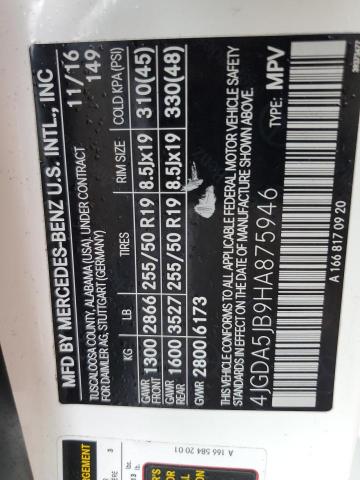 MFD BY MERCEDES-BENZ U.S. INTL., INC 11/16
TUSCALOOSA COUNTY, ALABAMA (USA), UNDER CONTRACT 149
FOR DAIMLER AG, STUTTGART (GERMANY)
KG LB TIRES RIM SIZE COLD KPA (PSI)
GAWR FRONT 1300 2866 255/50 R19 8.5Jx19 310(45)
GAWR REAR 1600 3527 255/50 R19 8.5Jx19 330(48)
GWR 2800 6173
THIS VEHICLE CONFORMS TO ALL APPLICABLE FEDERAL MOTOR VEHICLE SAFETY
STANDARDS IN EFFECT ON THE DATE OF MANUFACTURE SHOWN ABOVE.
4JGDA5JB9HA875946 TYPE: MPV
A 166 817 09 20
A 166 584 20 01